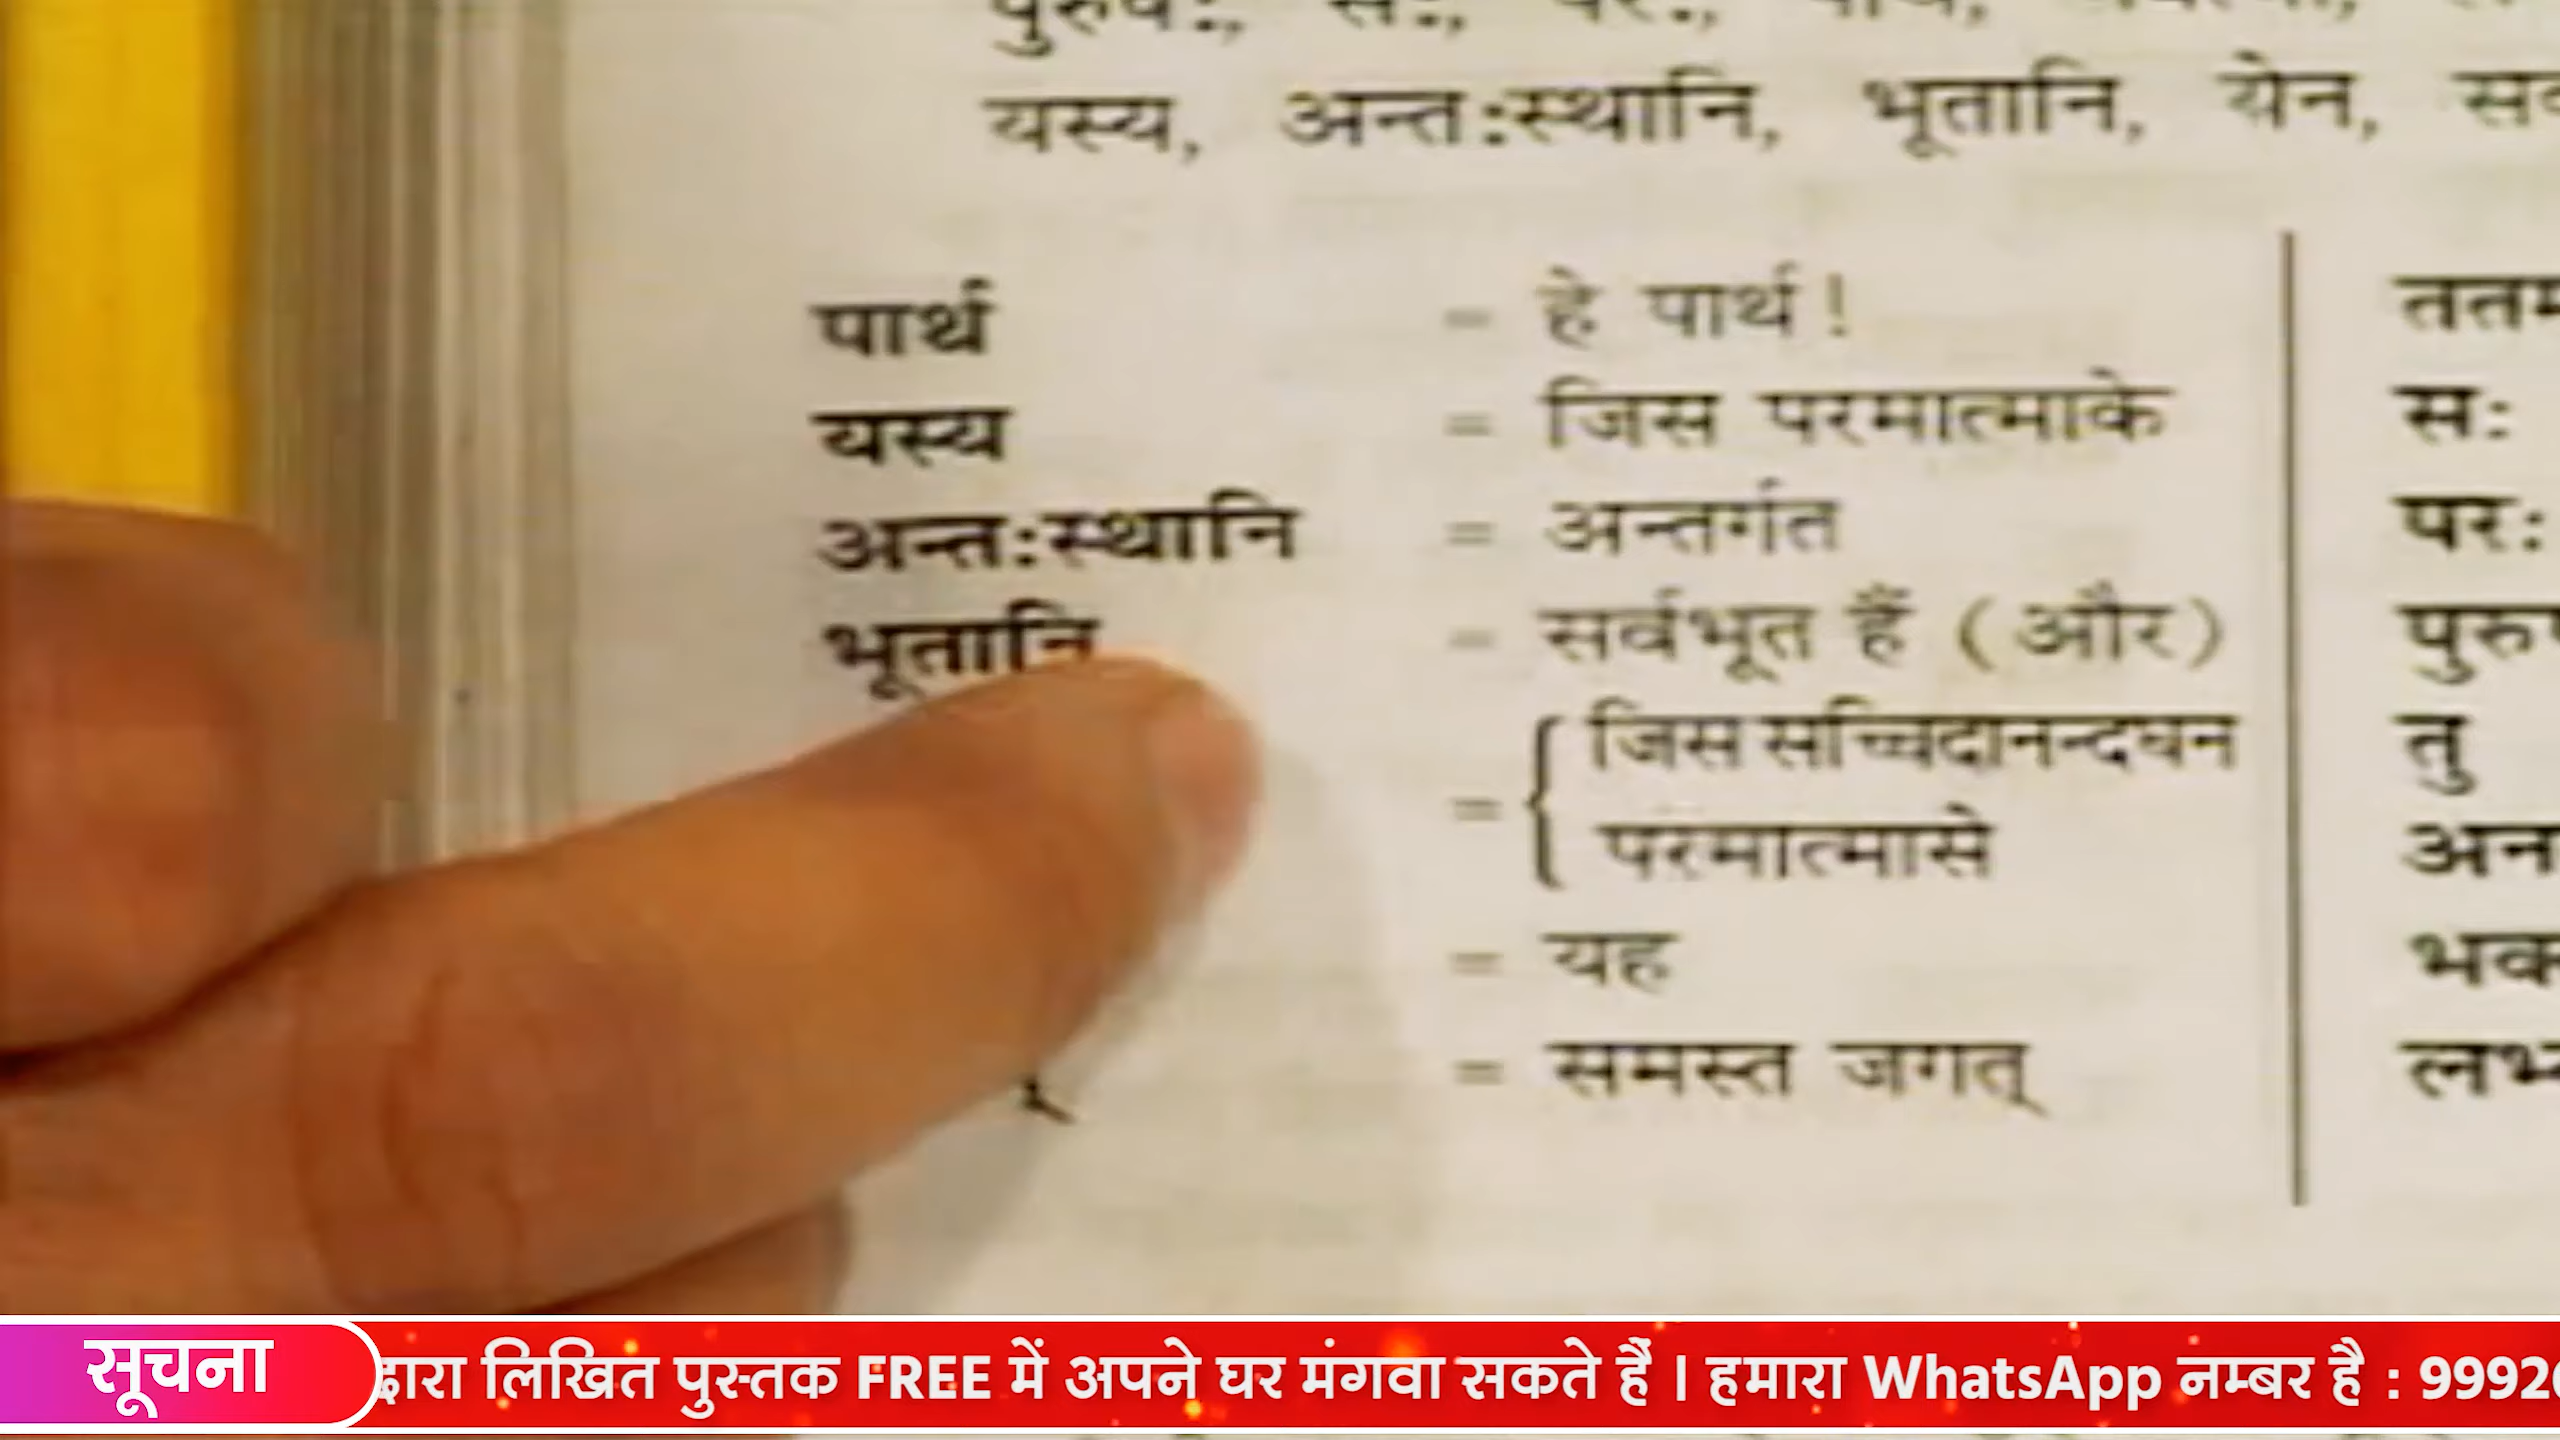 यस्य, अन्त:स्थानि, भूतानि, येन,
पार्थ = हे पार्थ!
यस्य = जिस परमात्माके
अन्त:स्थानि = अन्तर्गत
भूतानि = सर्वभूत हैं (और)
= { जिस सच्चिदानन्दघन
परमात्मासे
= यह
= समस्त जगत्
स:
पर:
तु
सूचना
द्वारा लिखित पुस्तक FREE में अपने घर मंगवा सकते हैं । हमारा WhatsApp नम्बर है : 9992